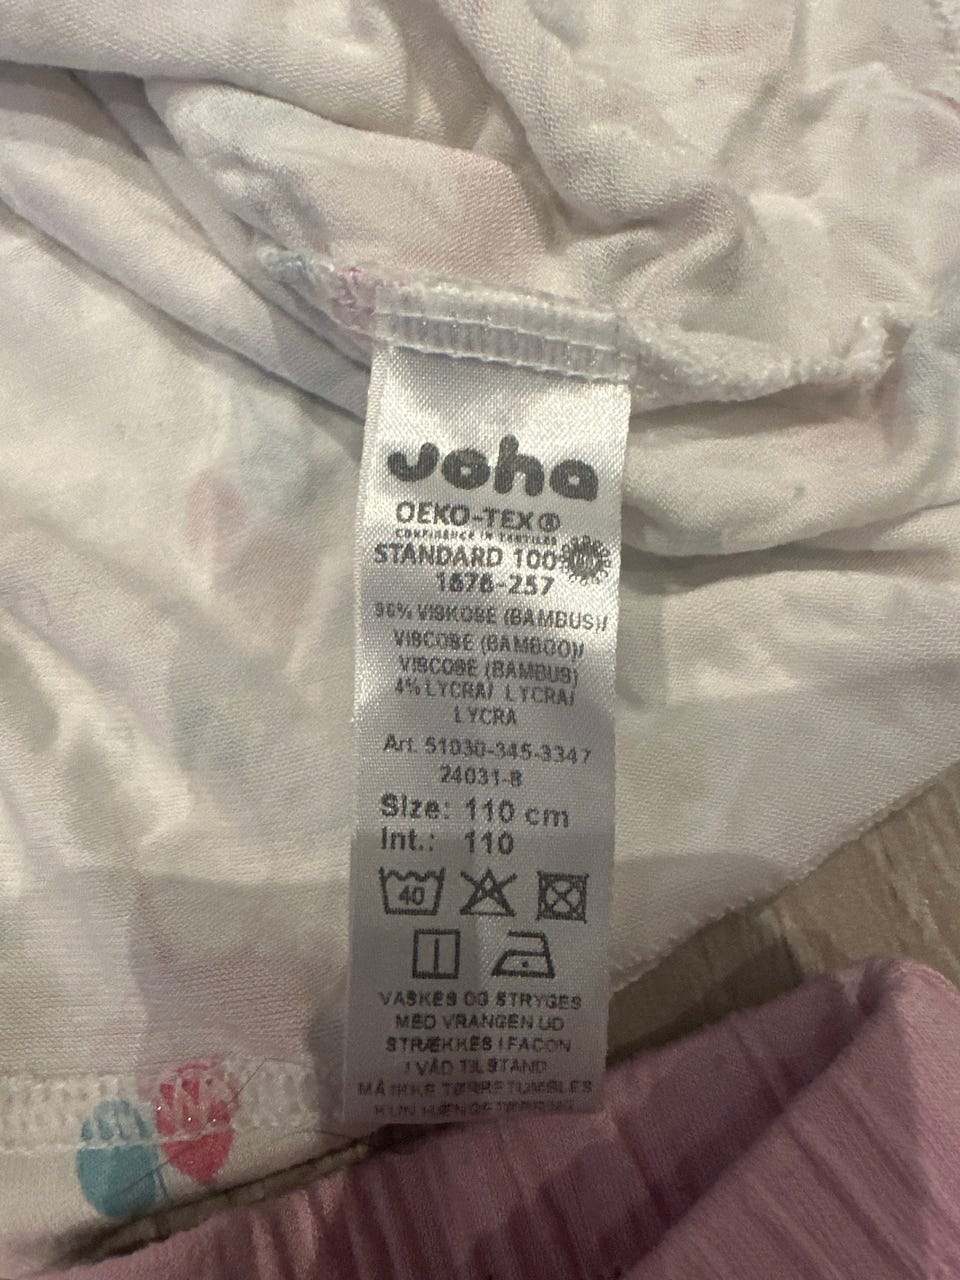 Joha
OEKO-TEX®
CONFIDENCE IN TEXTILES
STANDARD 100
1676-257
96% VISKOSE (BAMBUS)/
VISCOSE (BAMBOO)/
VISCOSE (BAMBUS)
4% LYCRA/ LYCRA/
LYCRA
Art. 51030-345-3347
24031-8
Size: 110 cm
Int.: 110
40
VASKES OG STRYGES
MED VRANGEN UD
STRÆKKES I FACON
I VÅD TILSTAND
MÅ IKKE TØRRETUMBLES
KUN HÆNGETØRRING